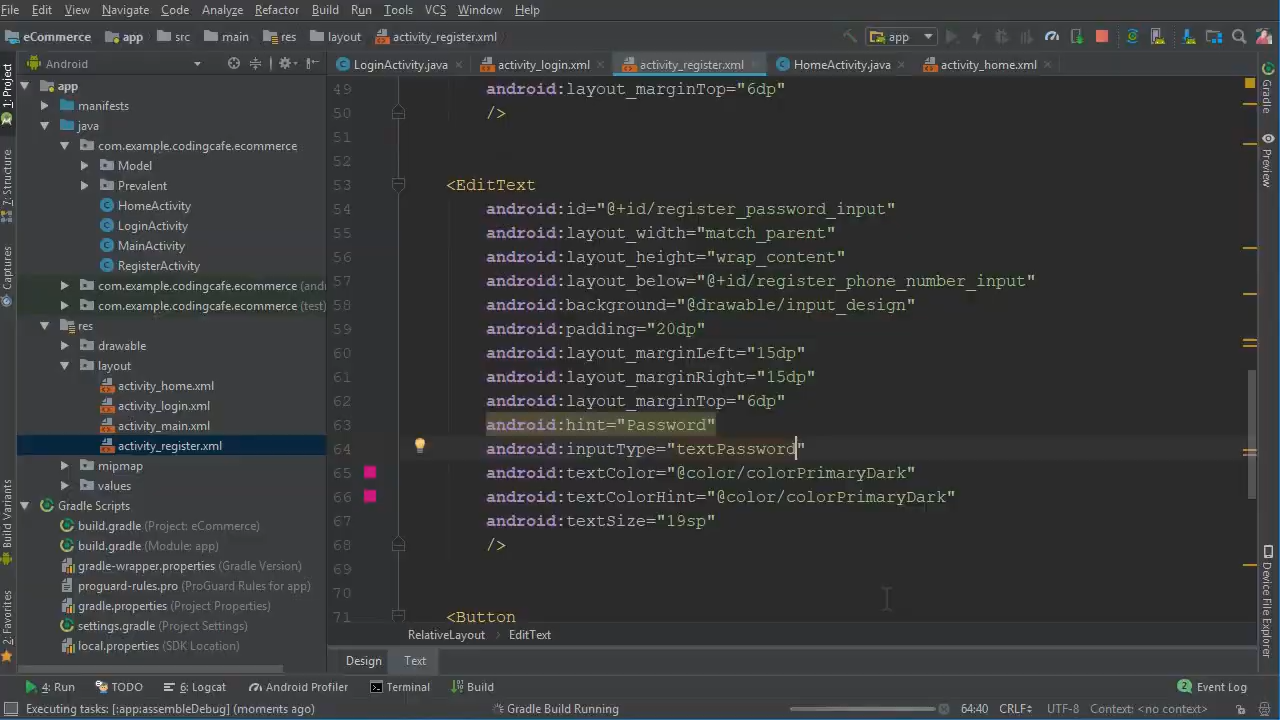 File Edit View Navigate Code Analyze Refactor Build Run Tools VCS Window Help
eCommerce app src main res layout activity_register.xml app
Android LoginActivity.java activity_login.xml activity_register.xml HomeActivity.java activity_home.xml
1: Project
7: Structure
Captures
Build Variants
2: Favorites
app
manifests
java
com.example.codingcafe.ecommerce
Model
Prevalent
HomeActivity
LoginActivity
MainActivity
RegisterActivity
com.example.codingcafe.ecommerce (and
com.example.codingcafe.ecommerce (test)
res
drawable
layout
activity_home.xml
activity_login.xml
activity_main.xml
activity_register.xml
mipmap
values
Gradle Scripts
build.gradle (Project: eCommerce)
build.gradle (Module: app)
gradle-wrapper.properties (Gradle Version)
proguard-rules.pro (ProGuard Rules for app)
gradle.properties (Project Properties)
settings.gradle (Project Settings)
local.properties (SDK Location)
49 android:layout_marginTop="6dp"
50 />
51
52
53 <EditText
54 android:id="@+id/register_password_input"
55 android:layout_width="match_parent"
56 android:layout_height="wrap_content"
57 android:layout_below="@+id/register_phone_number_input"
58 android:background="@drawable/input_design"
59 android:padding="20dp"
60 android:layout_marginLeft="15dp"
61 android:layout_marginRight="15dp"
62 android:layout_marginTop="6dp"
63 android:hint="Password"
64 android:inputType="textPassword"
65 android:textColor="@color/colorPrimaryDark"
66 android:textColorHint="@color/colorPrimaryDark"
67 android:textSize="19sp"
68 />
69
70
71 <Button
RelativeLayout EditText
Design Text
Gradle
Preview
Device File Explorer
4: Run TODO 6: Logcat Android Profiler Terminal Build Event Log
Executing tasks: [:app:assembleDebug] (moments ago) Gradle Build Running 64:40 CRLF÷ UTF-8 Context: <no context>